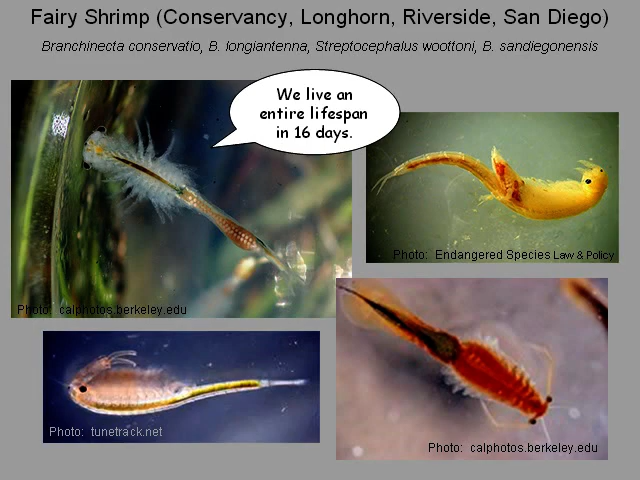 Fairy Shrimp (Conservancy, Longhorn, Riverside, San Diego)
Branchinecta conservatio, B. longiantenna, Streptocephalus woottoni, B. sandiegonensis
We live an
entire lifespan
in 16 days.
Photo: Endangered Species Law & Policy
Photo: calphotos.berkeley.edu
Photo: tunetrack.net
Photo: calphotos.berkeley.edu